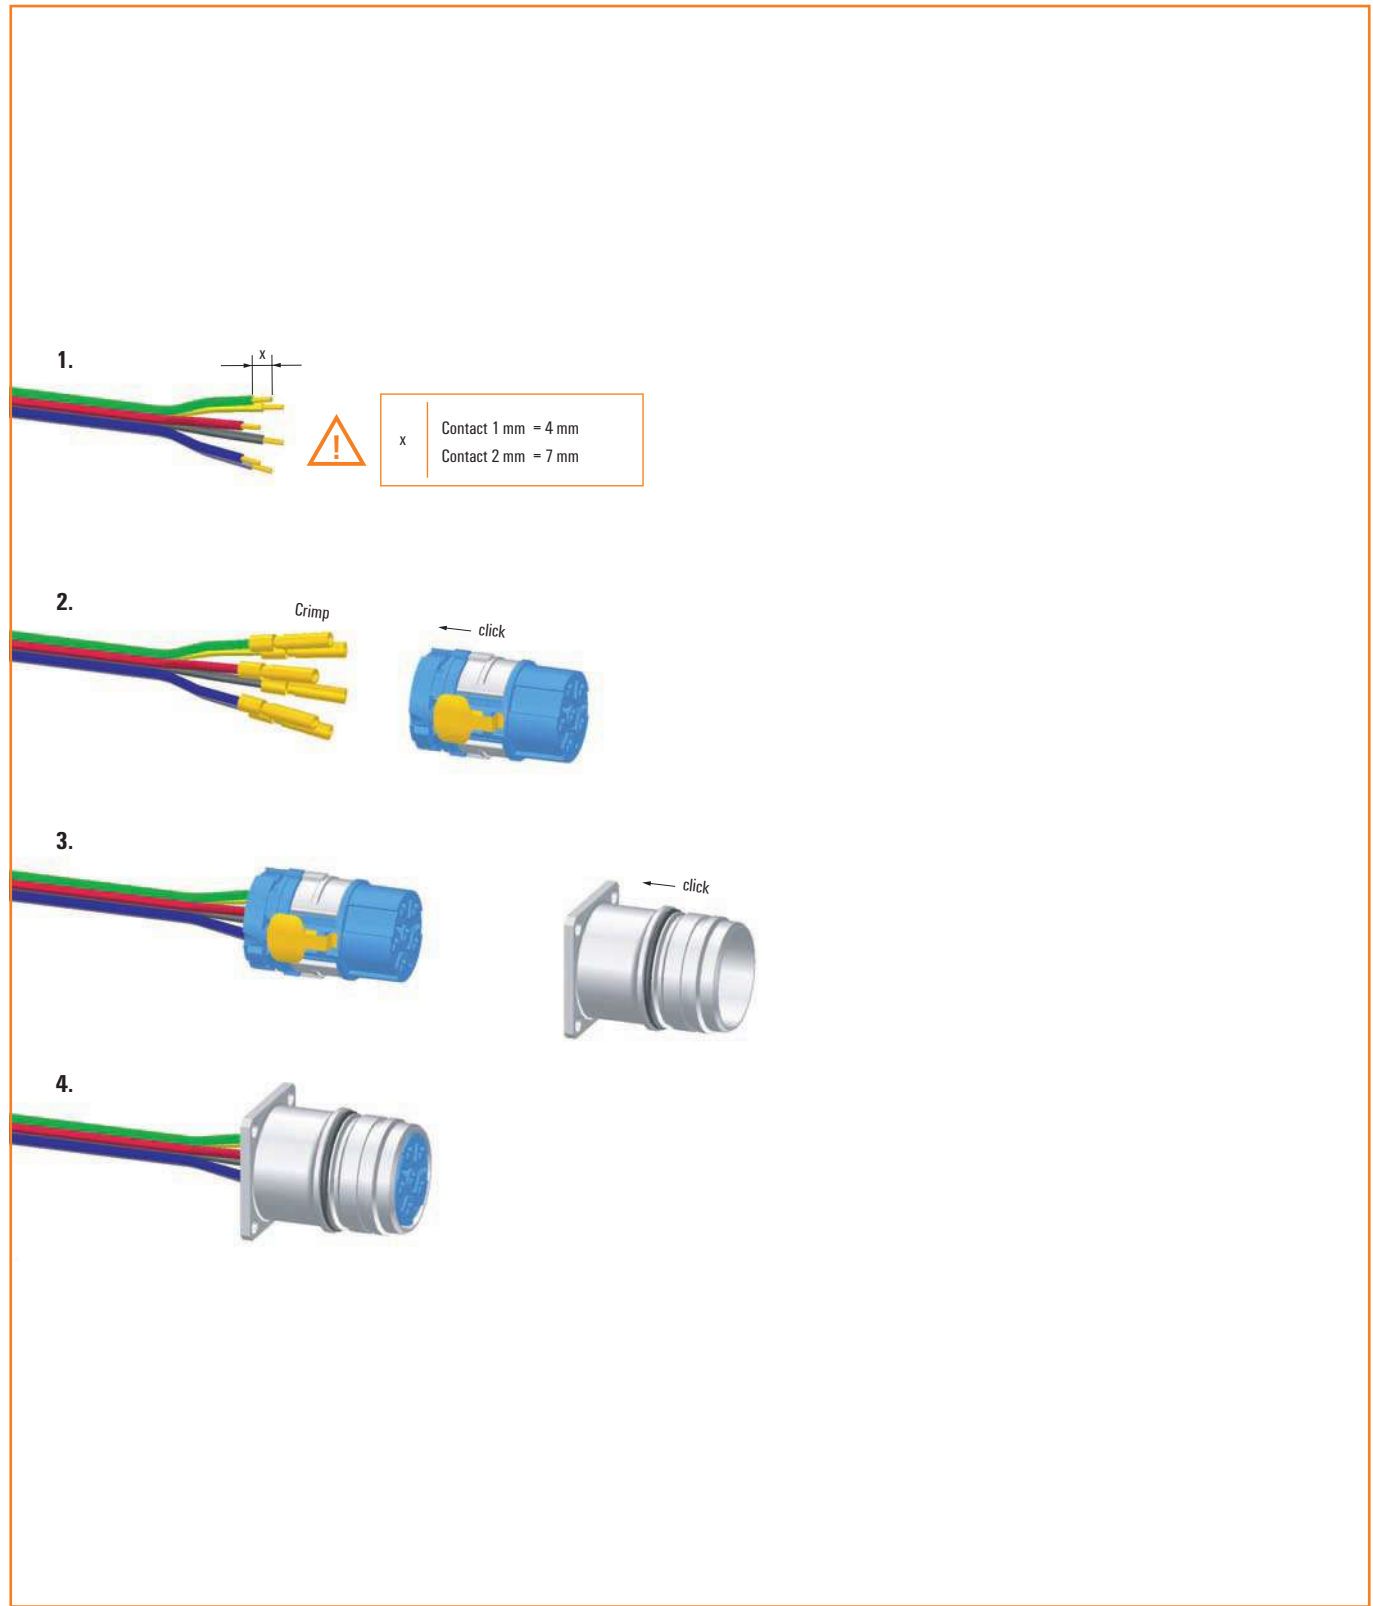 1.
x
x
Contact 1 mm = 4 mm
Contact 2 mm = 7 mm
2.
Crimp
click
3.
click
4.